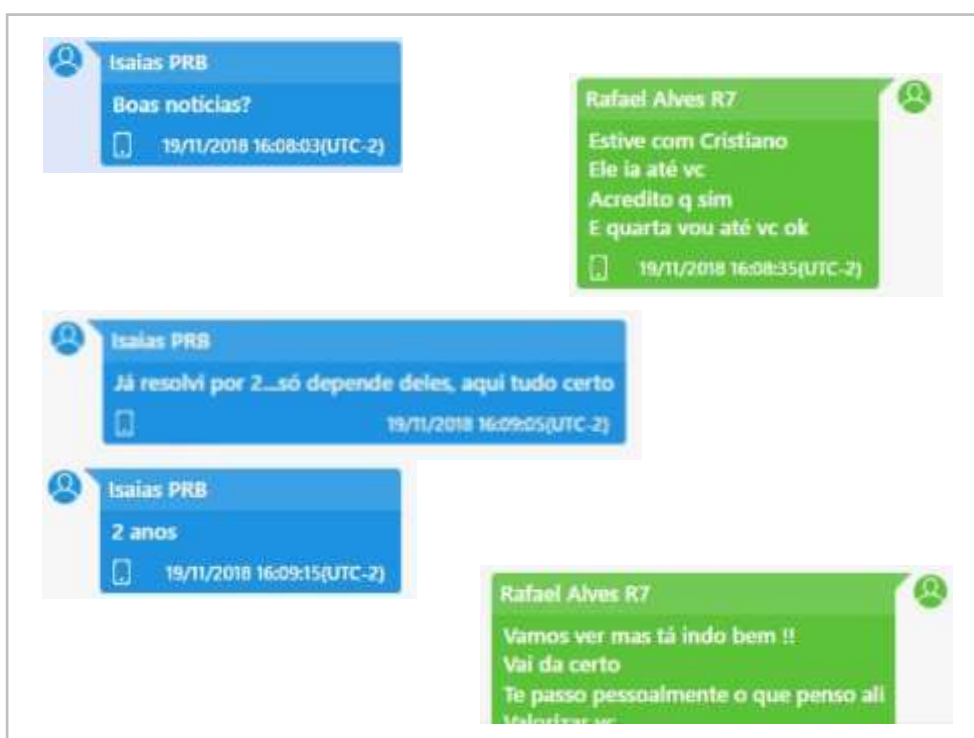 Isaias PRB
Boas notícias?
19/11/2018 16:08:03(UTC-2)
Rafael Alves R7
Estive com Cristiano
Ele ia até vc
Acredito q sim
E quarta vou até vc ok
19/11/2018 16:08:35(UTC-2)
Isaias PRB
Já resolvi por 2...só depende deles, aqui tudo certo
19/11/2018 16:09:05(UTC-2)
Isaias PRB
2 anos
19/11/2018 16:09:15(UTC-2)
Rafael Alves R7
Vamos ver mas tá indo bem !!
Vai da certo
Te passo pessoalmente o que penso ali
Valorizar vc